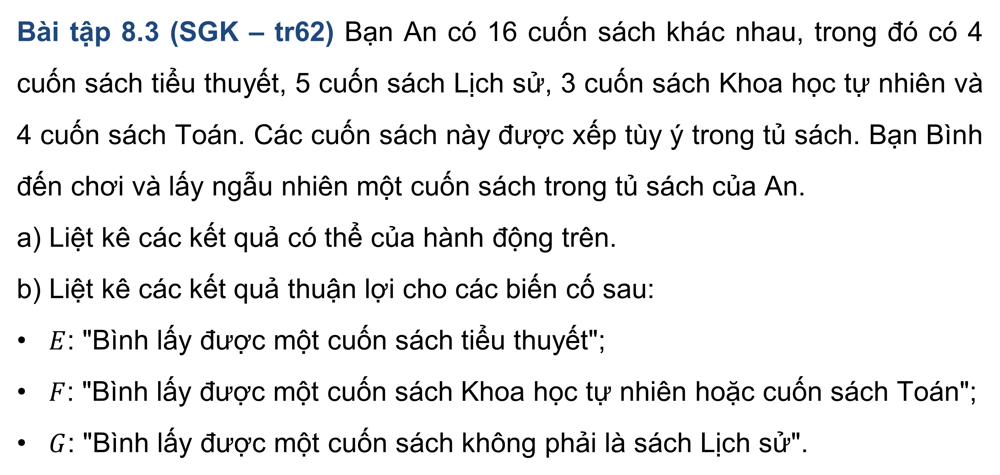 Bài tập 8.3 (SGK – tr62) Bạn An có 16 cuốn sách khác nhau, trong đó có 4
cuốn sách tiểu thuyết, 5 cuốn sách Lịch sử, 3 cuốn sách Khoa học tự nhiên và
4 cuốn sách Toán. Các cuốn sách này được xếp tùy ý trong tủ sách. Bạn Bình
đến chơi và lấy ngẫu nhiên một cuốn sách trong tủ sách của An.
a) Liệt kê các kết quả có thể của hành động trên.
b) Liệt kê các kết quả thuận lợi cho các biến cố sau:
• E: "Bình lấy được một cuốn sách tiểu thuyết";
• F: "Bình lấy được một cuốn sách Khoa học tự nhiên hoặc cuốn sách Toán";
• G: "Bình lấy được một cuốn sách không phải là sách Lịch sử".